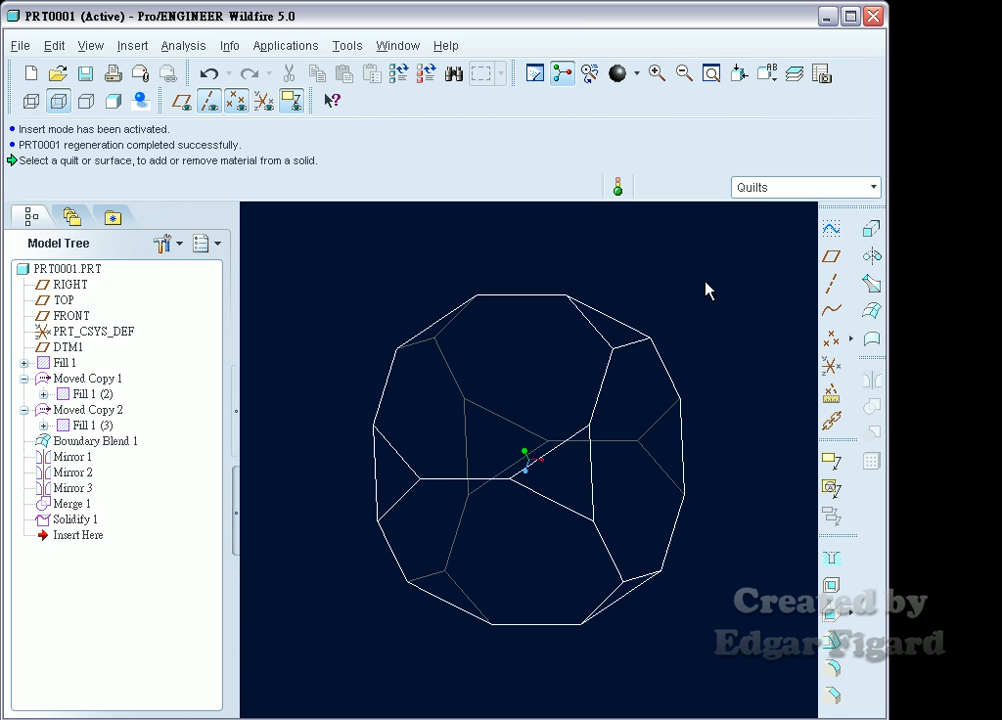 PRT0001 (Active) - Pro/ENGINEER Wildfire 5.0
File Edit View Insert Analysis Info Applications Tools Window Help
Insert mode has been activated.
PRT0001 regeneration completed successfully.
Select a quilt or surface, to add or remove material from a solid.
Quilts
Model Tree
PRT0001.PRT
RIGHT
TOP
FRONT
PRT_CSYS_DEF
DTM1
Fill 1
Moved Copy 1
Fill 1 (2)
Moved Copy 2
Fill 1 (3)
Boundary Blend 1
Mirror 1
Mirror 2
Mirror 3
Merge 1
Solidify 1
Insert Here
Created by
Edgar Figard